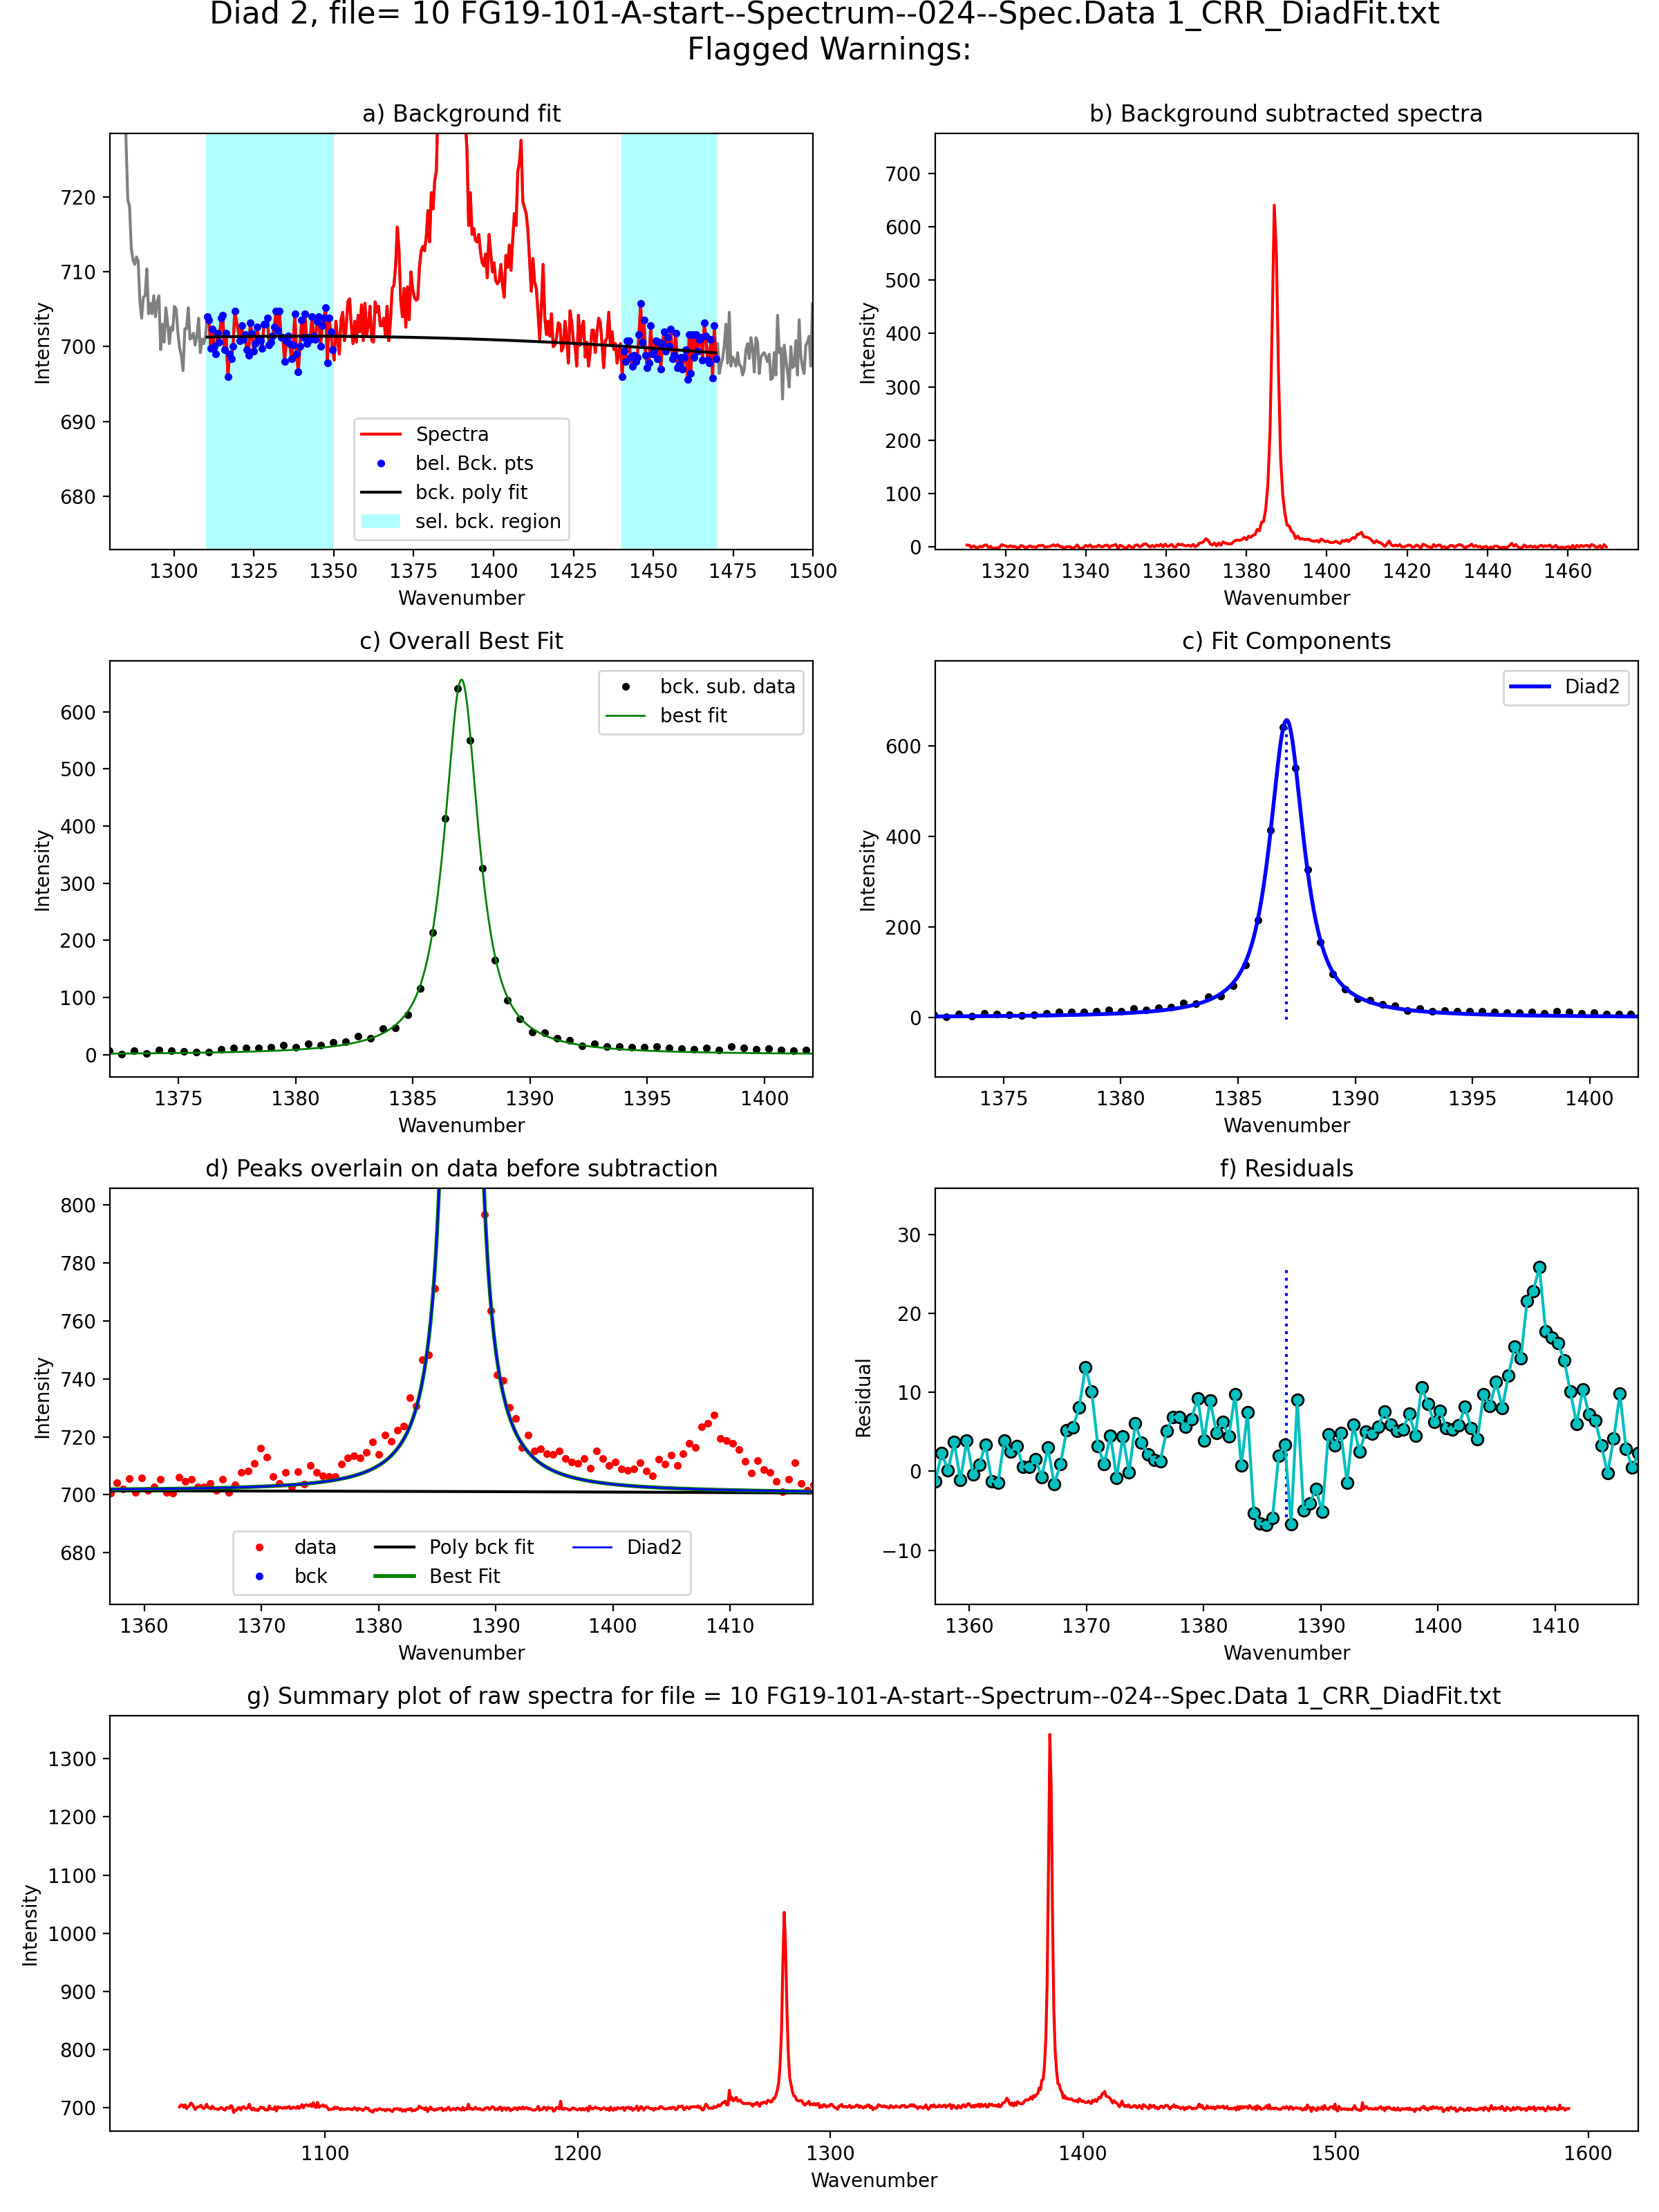 Diad 2, file= 10 FG19-101-A-start--Spectrum--024--Spec.Data 1_CRR_DiadFit.txt
Flagged Warnings:
a) Background fit
Intensity
720
710
700
690
680
Spectra
bel. Bck. pts
bck. poly fit
sel. bck. region
1300 1325 1350 1375 1400 1425 1450 1475 1500
Wavenumber
b) Background subtracted spectra
Intensity
700
600
500
400
300
200
100
0
1320 1340 1360 1380 1400 1420 1440 1460
Wavenumber
c) Overall Best Fit
Intensity
600
500
400
300
200
100
0
bck. sub. data
best fit
1375 1380 1385 1390 1395 1400
Wavenumber
c) Fit Components
Intensity
600
400
200
0
Diad2
1375 1380 1385 1390 1395 1400
Wavenumber
d) Peaks overlain on data before subtraction
Intensity
800
780
760
740
720
700
680
data
bck
Poly bck fit
Best Fit
Diad2
1360 1370 1380 1390 1400 1410
Wavenumber
f) Residuals
Residual
30
20
10
0
−10
1360 1370 1380 1390 1400 1410
Wavenumber
g) Summary plot of raw spectra for file = 10 FG19-101-A-start--Spectrum--024--Spec.Data 1_CRR_DiadFit.txt
Intensity
1300
1200
1100
1000
900
800
700
1100 1200 1300 1400 1500 1600
Wavenumber